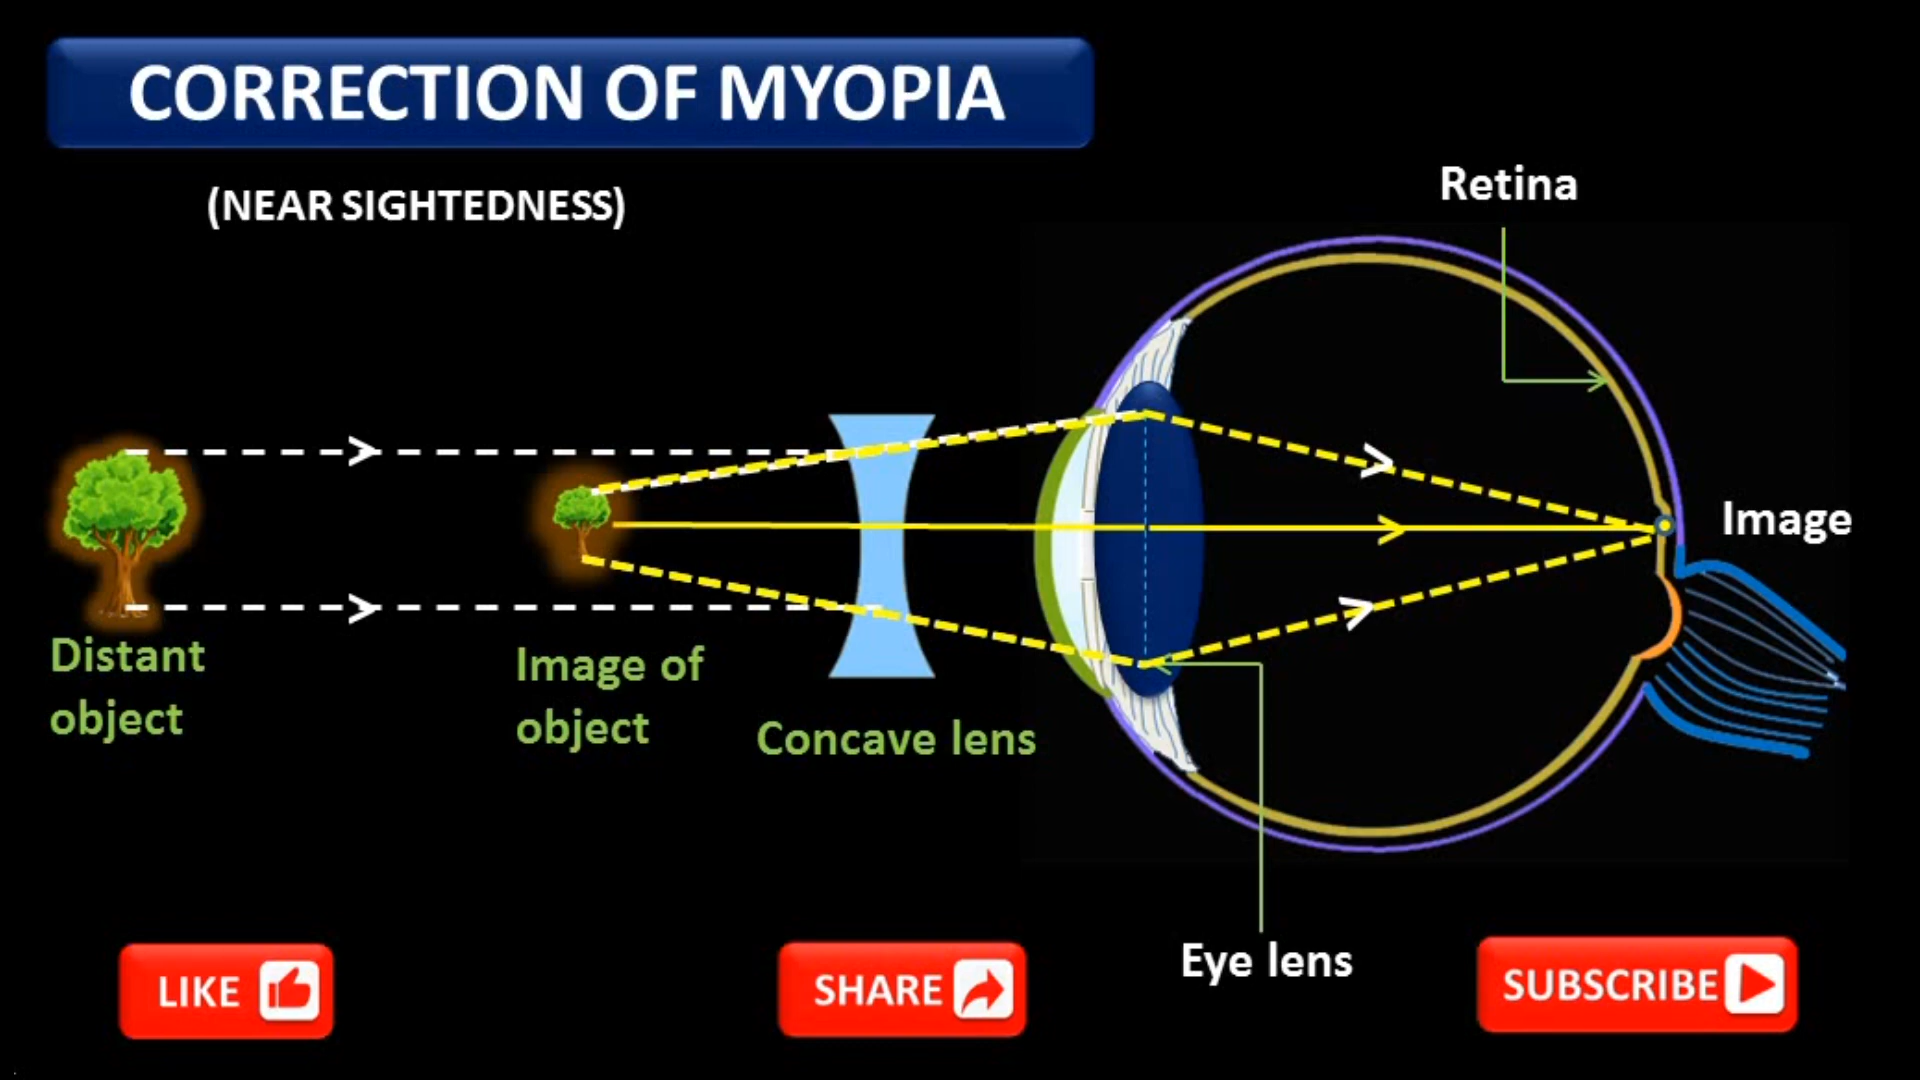 CORRECTION OF MYOPIA
(NEAR SIGHTEDNESS)
Retina
Image
Distant
object
Image of
object
Concave lens
Eye lens
LIKE
SHARE
SUBSCRIBE